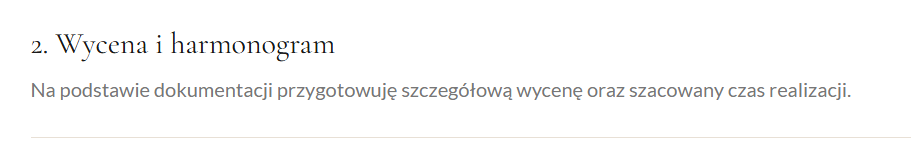 2. Wycena i harmonogram
Na podstawie dokumentacji przygotowuję szczegółową wycenę oraz szacowany czas realizacji.